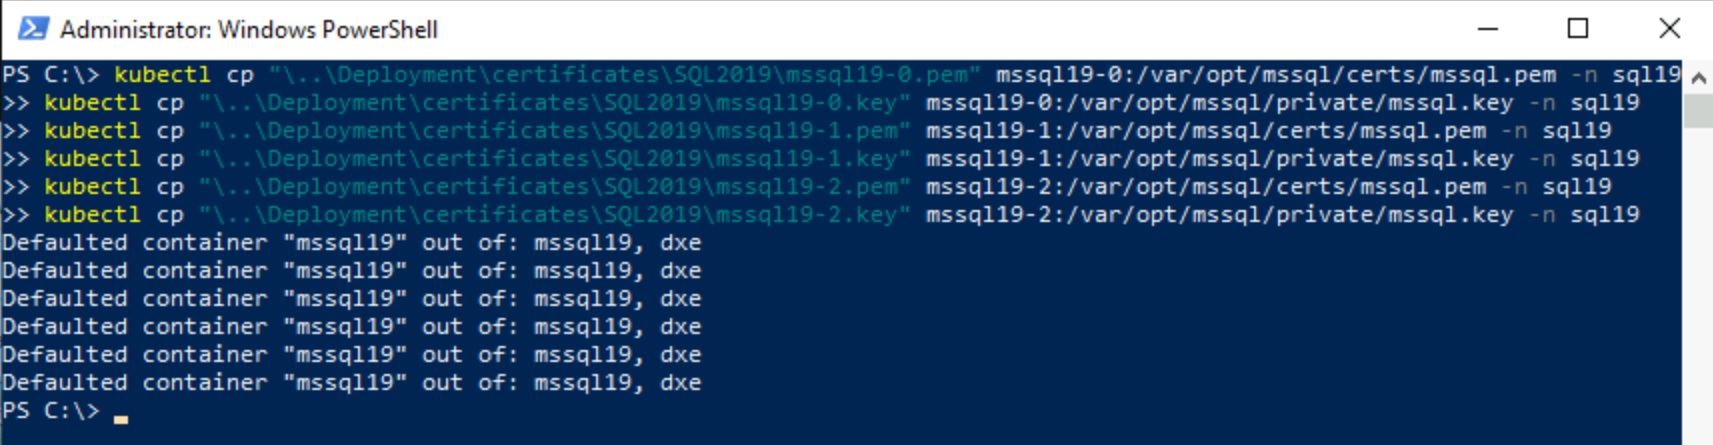 Administrator: Windows PowerShell
PS C:\> kubectl cp "\..\Deployment\certificates\SQL2019\mssql19-0.pem" mssql19-0:/var/opt/mssql/certs/mssql.pem -n sql19
>> kubectl cp "\..\Deployment\certificates\SQL2019\mssql19-0.key" mssql19-0:/var/opt/mssql/private/mssql.key -n sql19
>> kubectl cp "\..\Deployment\certificates\SQL2019\mssql19-1.pem" mssql19-1:/var/opt/mssql/certs/mssql.pem -n sql19
>> kubectl cp "\..\Deployment\certificates\SQL2019\mssql19-1.key" mssql19-1:/var/opt/mssql/private/mssql.key -n sql19
>> kubectl cp "\..\Deployment\certificates\SQL2019\mssql19-2.pem" mssql19-2:/var/opt/mssql/certs/mssql.pem -n sql19
>> kubectl cp "\..\Deployment\certificates\SQL2019\mssql19-2.key" mssql19-2:/var/opt/mssql/private/mssql.key -n sql19
Defaulted container "mssql19" out of: mssql19, dxe
Defaulted container "mssql19" out of: mssql19, dxe
Defaulted container "mssql19" out of: mssql19, dxe
Defaulted container "mssql19" out of: mssql19, dxe
Defaulted container "mssql19" out of: mssql19, dxe
Defaulted container "mssql19" out of: mssql19, dxe
PS C:\>